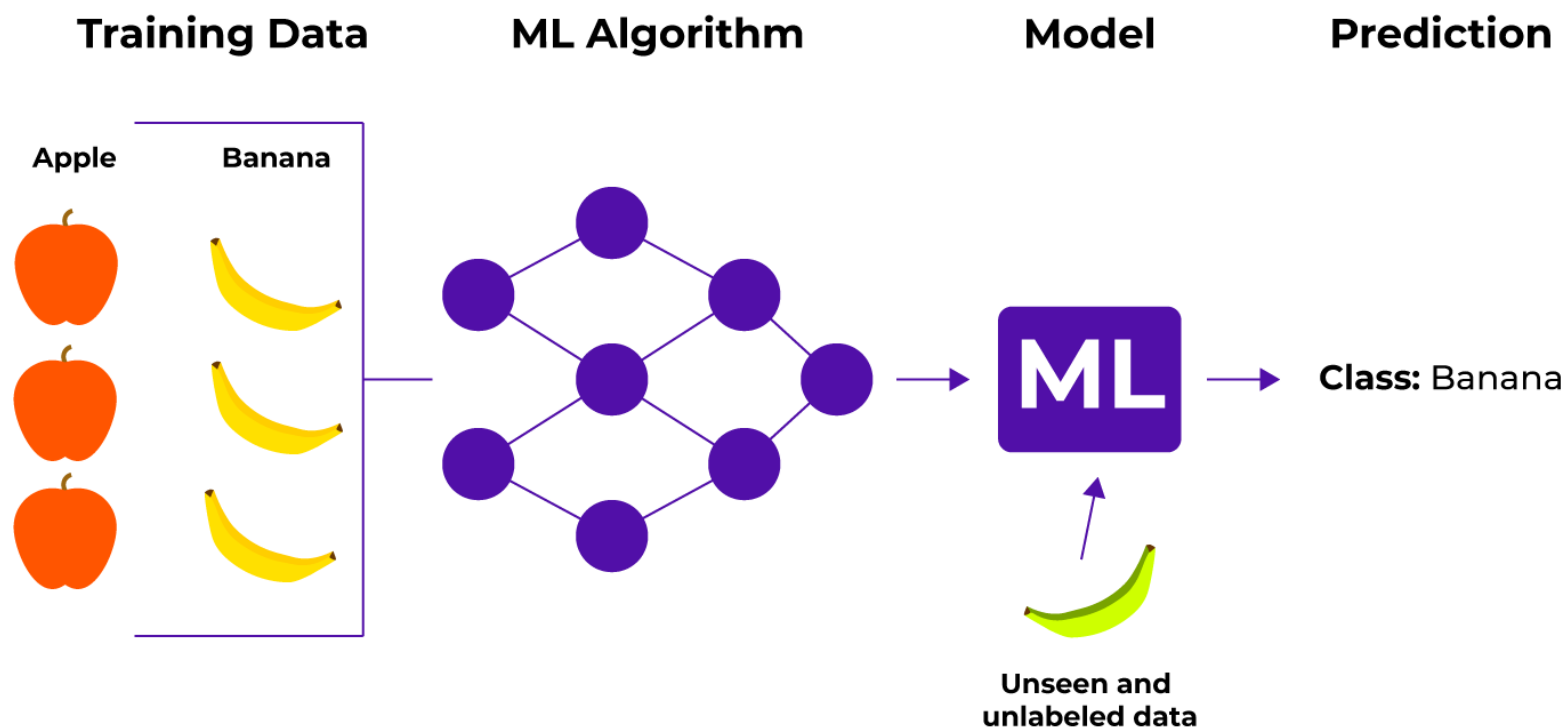 Training Data
ML Algorithm
Model
Prediction
Apple
Banana
ML
Class: Banana
Unseen and
unlabeled data